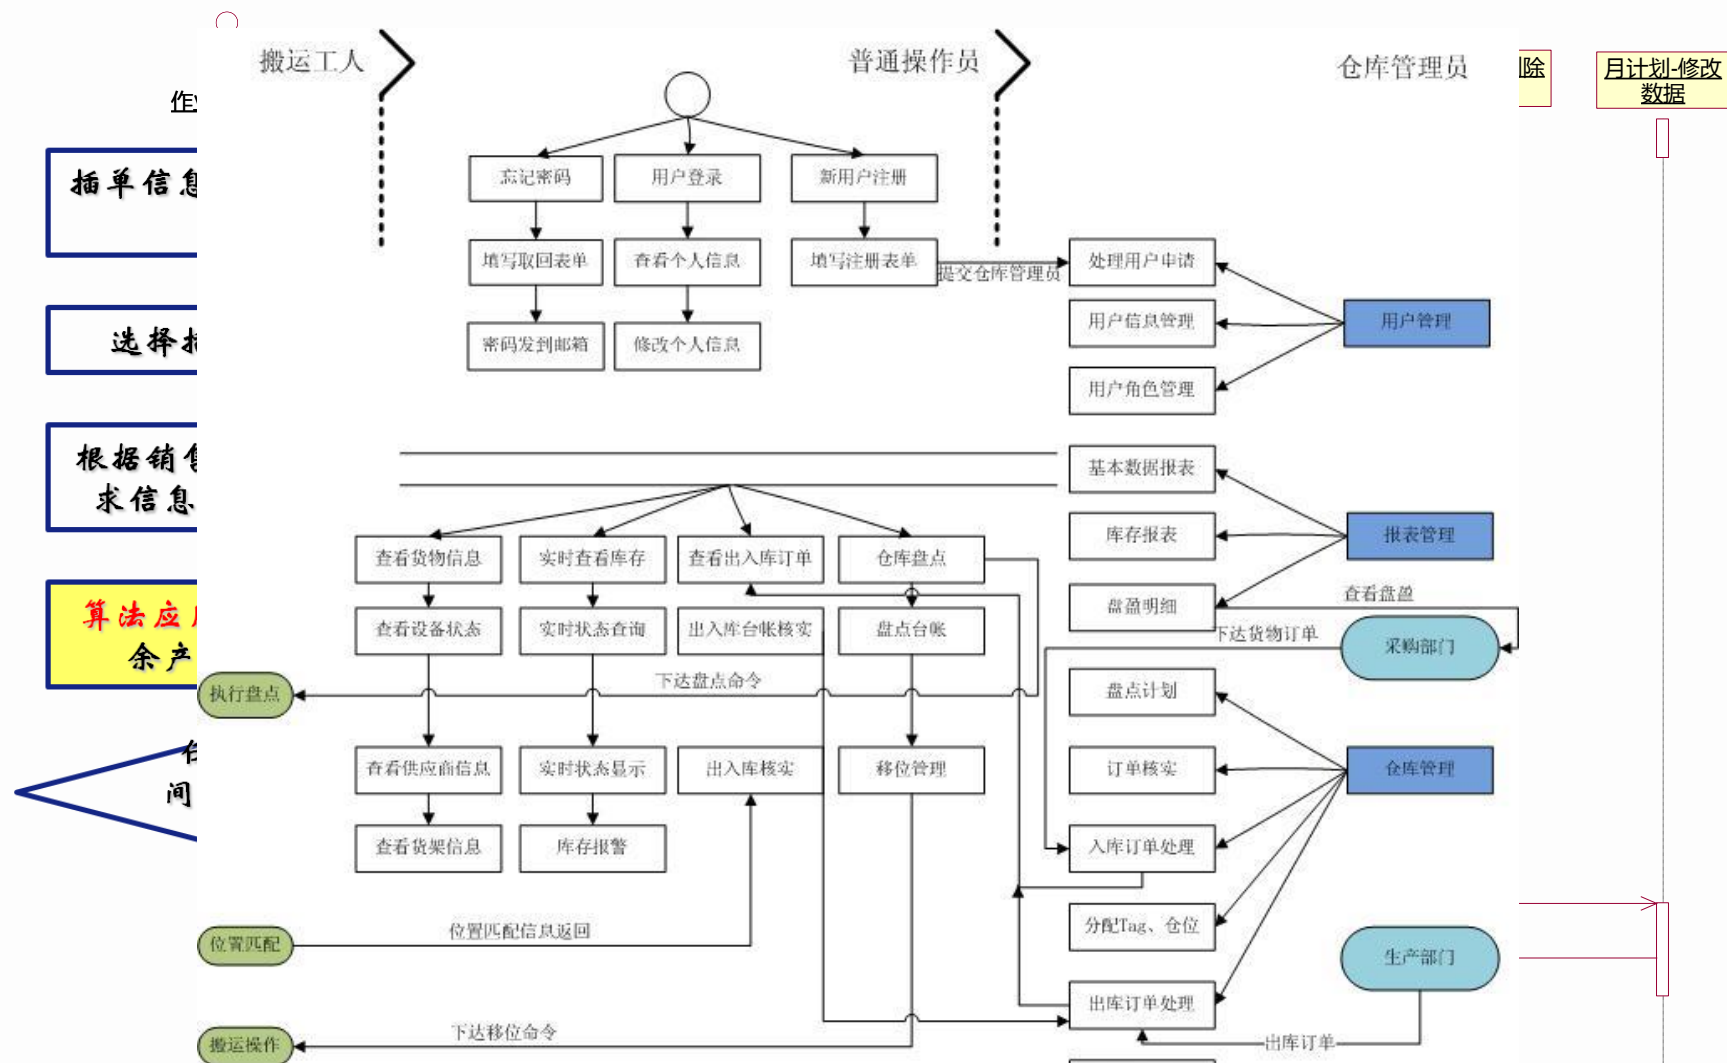 搬运工人
普通操作员
仓库管理员
除
月计划-修改
数据
作
插单信息
忘记密码
用户登录
新用户注册
填写取回表单
查看个人信息
填写注册表单
提交仓库管理员
处理用户申请
用户信息管理
用户管理
选择
密码发到邮箱
修改个人信息
用户角色管理
根据销售
求信息
基本数据报表
库存报表
报表管理
查看货物信息
实时查看库存
查看出入库订单
仓库盘点
盘盈明细
查看盘盈
算法应
余产
查看设备状态
实时状态查询
出入库台帐核实
盘点台帐
下达货物订单
采购部门
执行盘点
下达盘点命令
盘点计划
间
查看供应商信息
实时状态显示
出入库核实
移位管理
订单核实
仓库管理
查看货架信息
库存报警
入库订单处理
位置匹配
位置匹配信息返回
分配Tag、仓位
生产部门
出库订单处理
搬运操作
下达移位命令
出库订单